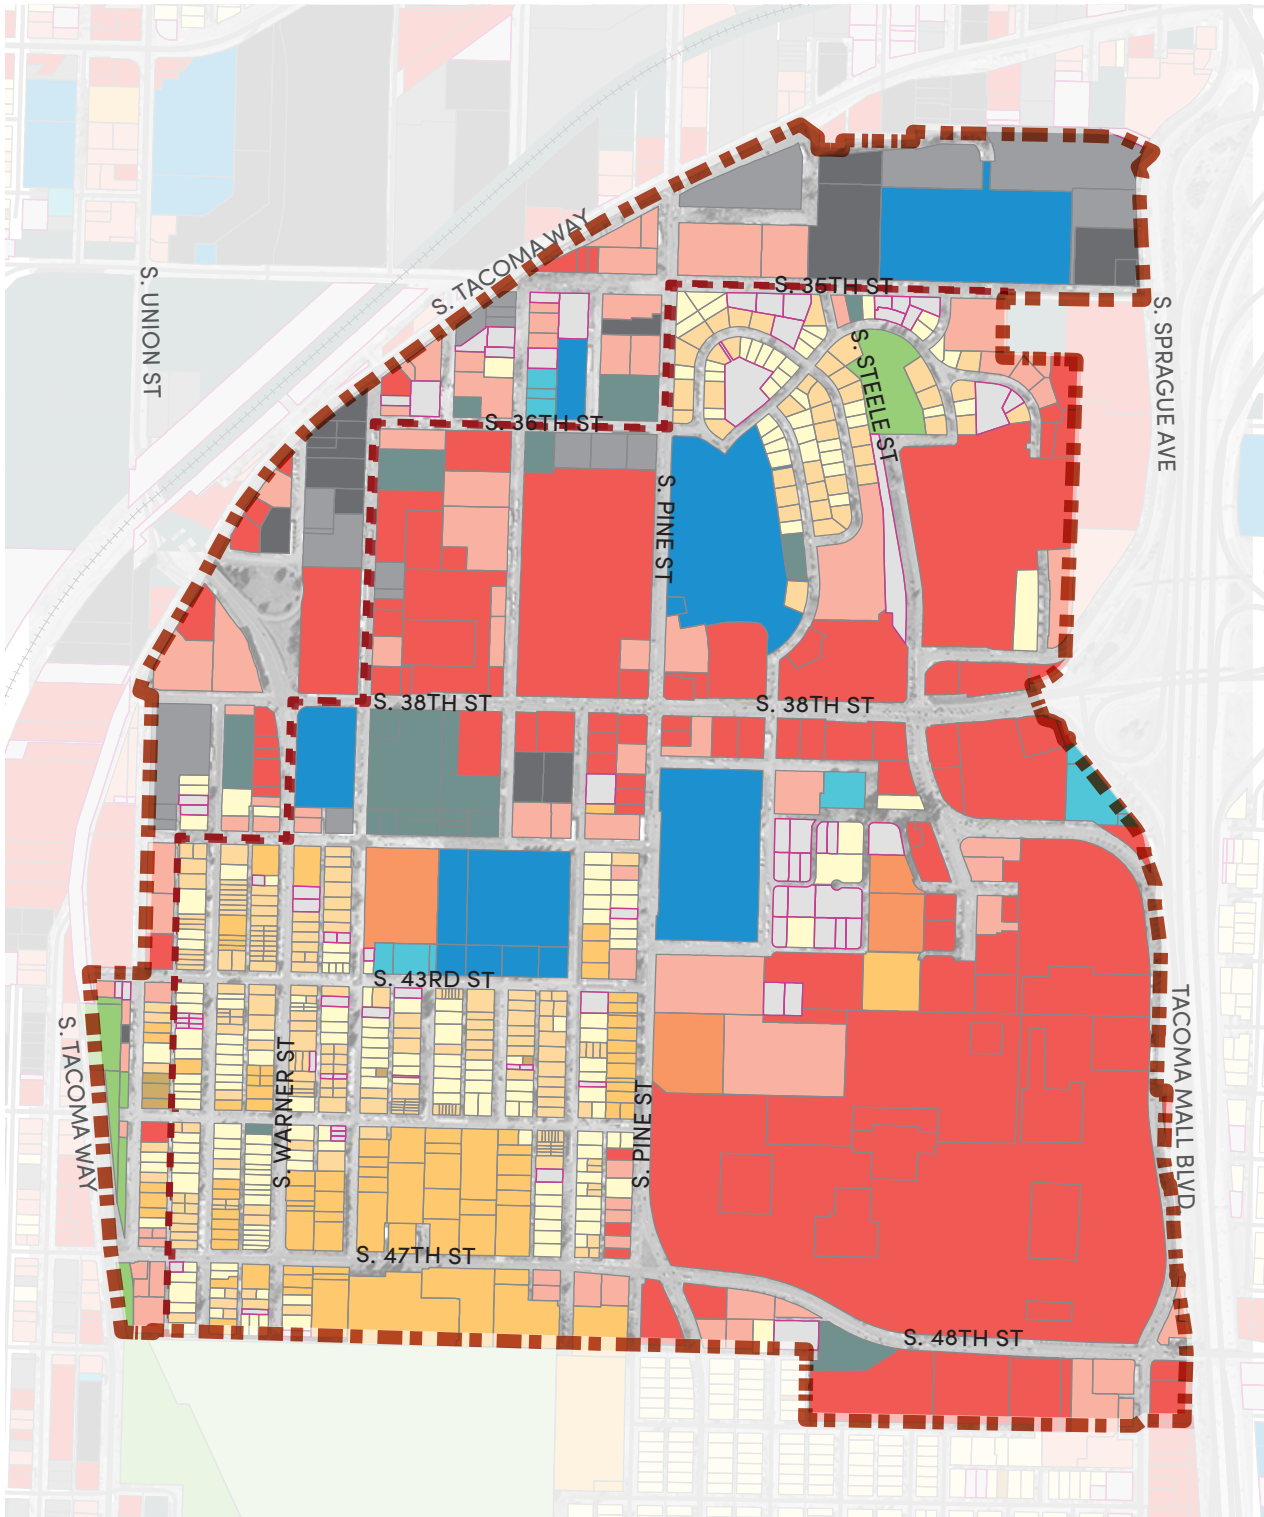 S. TACOMA WAY
S. UNION ST
S. 35TH ST
S. SPRAGUE AVE
S. STEELE ST
S. 36TH ST
S. PINE ST
S. 38TH ST
S. 38TH ST
S. 43RD ST
S. TACOMA WAY
S. WARNER ST
S. PINE ST
TACOMA MALL BLVD
S. 47TH ST
S. 48TH ST